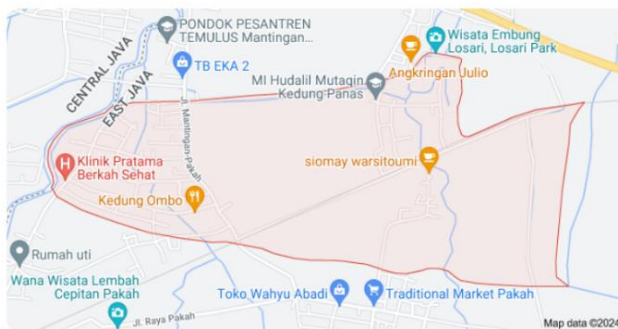 PONDOK PESANTREN
TEMULUS Mantingan...
Wisata Embung
Losari, Losari Park
CENTRAL JAVA
EAST JAVA
TB EKA 2
Angkringan Julio
MI Hudalil Mutaqin
Kedung Panas
Jl. Mantingan-Pakah
Klinik Pratama
Berkah Sehat
siomay warsitoumi
Kedung Ombo
Rumah uti
Wana Wisata Lembah
Cepitan Pakah
Toko Wahyu Abadi
Traditional Market Pakah
Jl. Raya Pakah
Map data ©2024